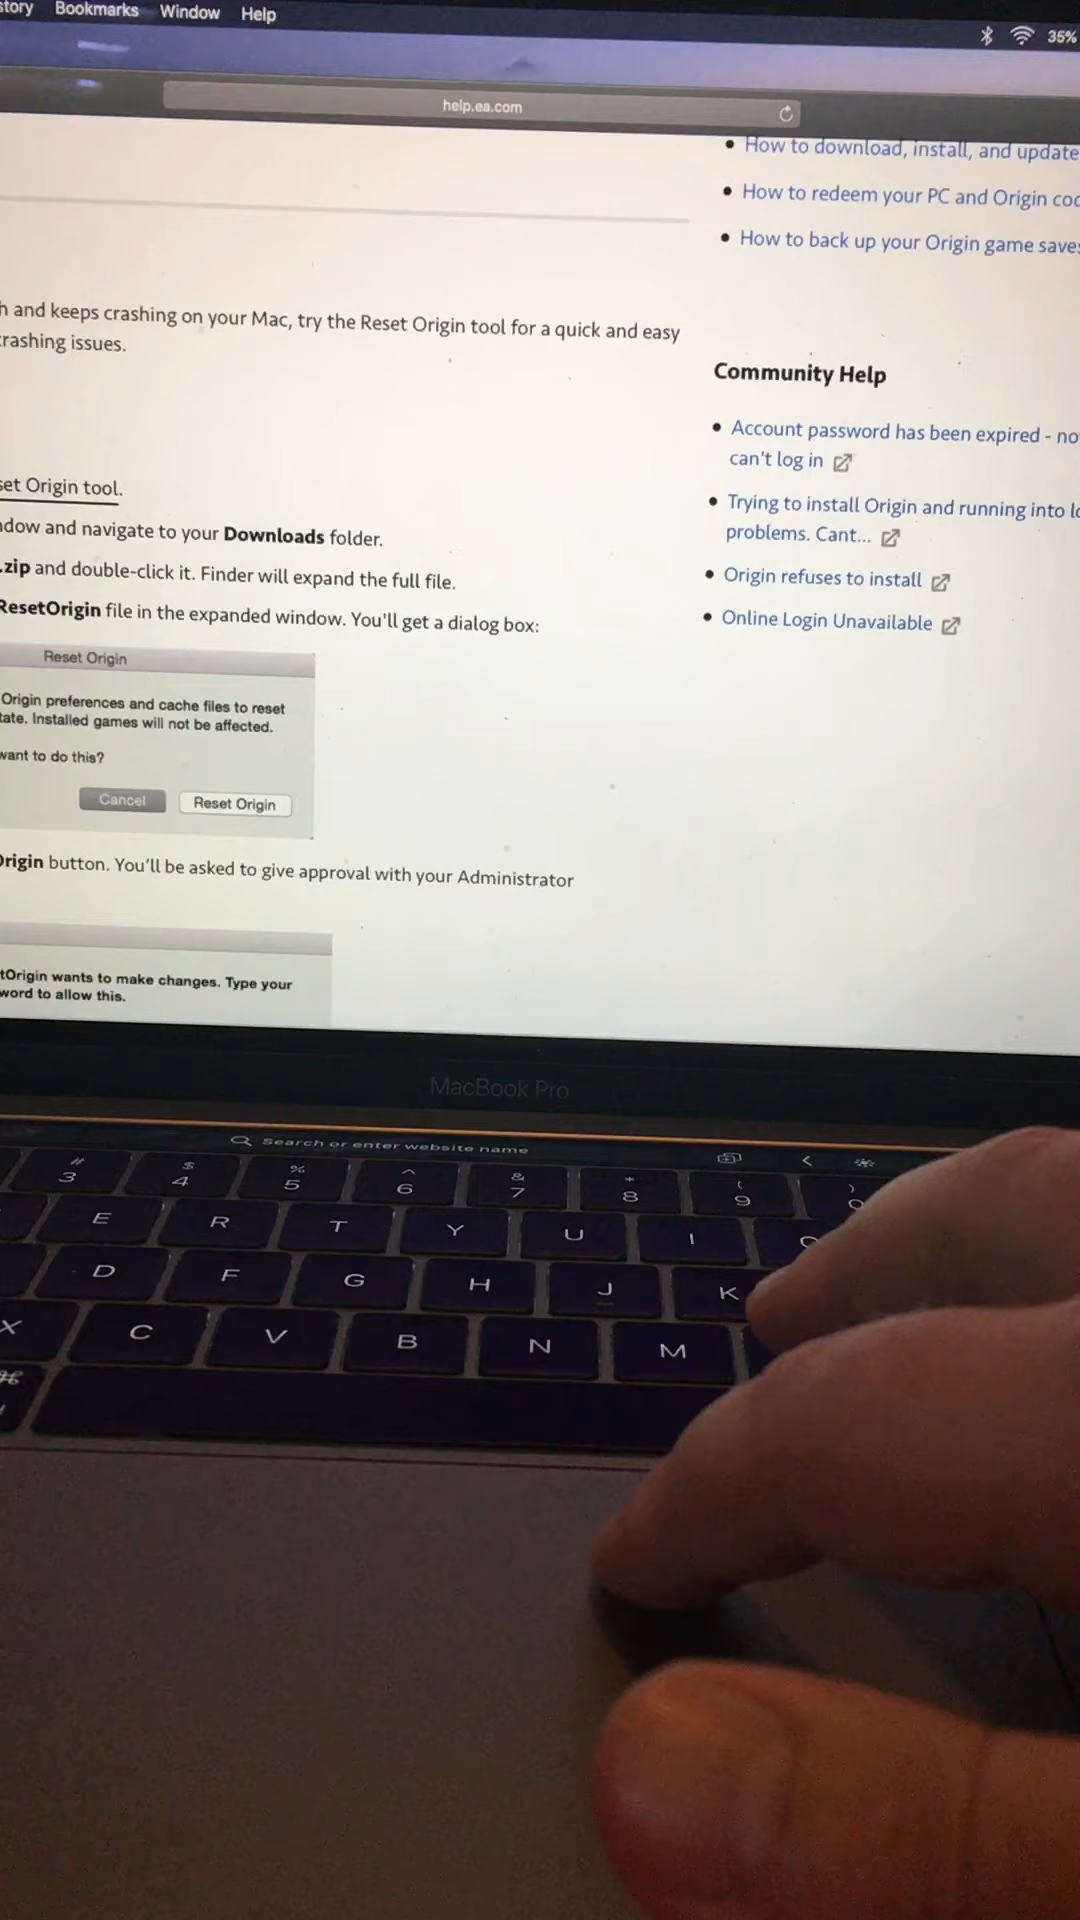 Bookmarks Window Help
35%
help.ea.com
How to download, install, and update
How to redeem your PC and Origin
How to back up your Origin game
and keeps crashing on your Mac, try the Reset Origin tool for a quick and easy
issues.
Community Help
Account password has been expired - 
can't log in
Trying to install Origin and running into
problems. Cant...
Origin refuses to install
Online Login Unavailable
Origin tool.
and navigate to your Downloads folder.
.zip and double-click it. Finder will expand the full file.
ResetOrigin file in the expanded window. You'll get a dialog box:
Reset Origin
Origin preferences and cache files to reset
Installed games will not be affected.
want to do this?
Cancel Reset Origin
Origin button. You'll be asked to give approval with your Administrator
tOrigin wants to make changes. Type your
word to allow this.
MacBook Pro
Search or enter website name
# $ % ^ & * ( )
3 4 5 6 7 8 9
E R T Y U I
D F G H J K
X C V B N M
⌘